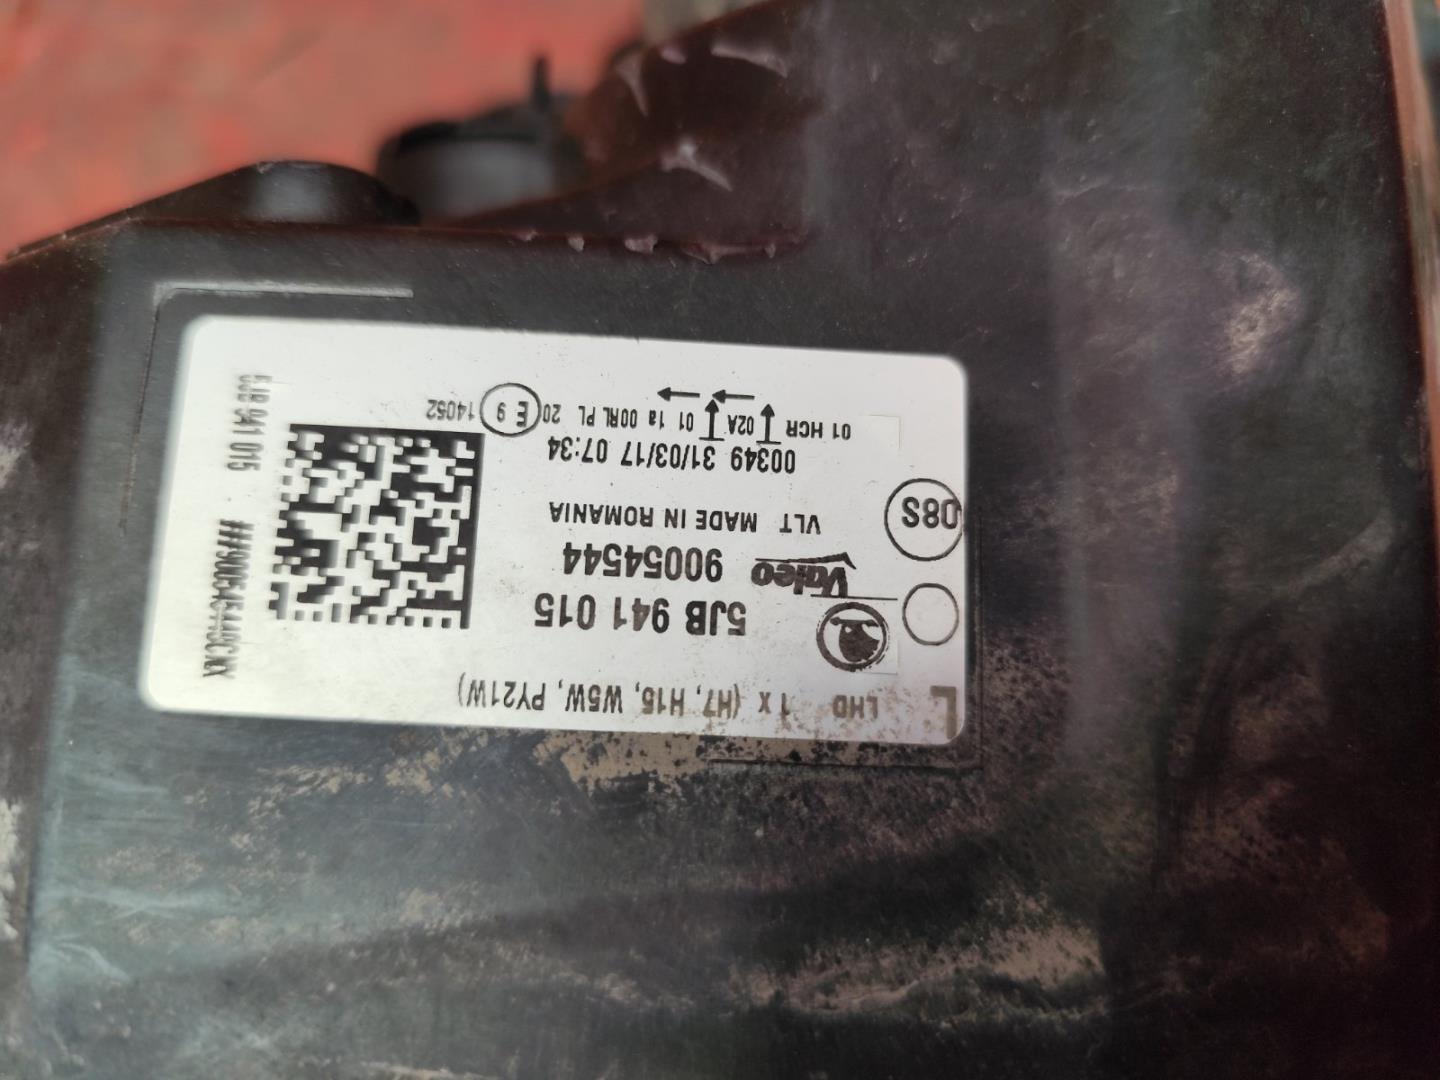 L LHD 1 x (H7, H15, W5W, PY21W)
5JB 941 015
Valeo 90054544
VLT MADE IN ROMANIA
D8S
00349 31/03/17 07:34
01 HCR 02A 01 1a 00RL PL 20 E 9 14052
5JB 941 015